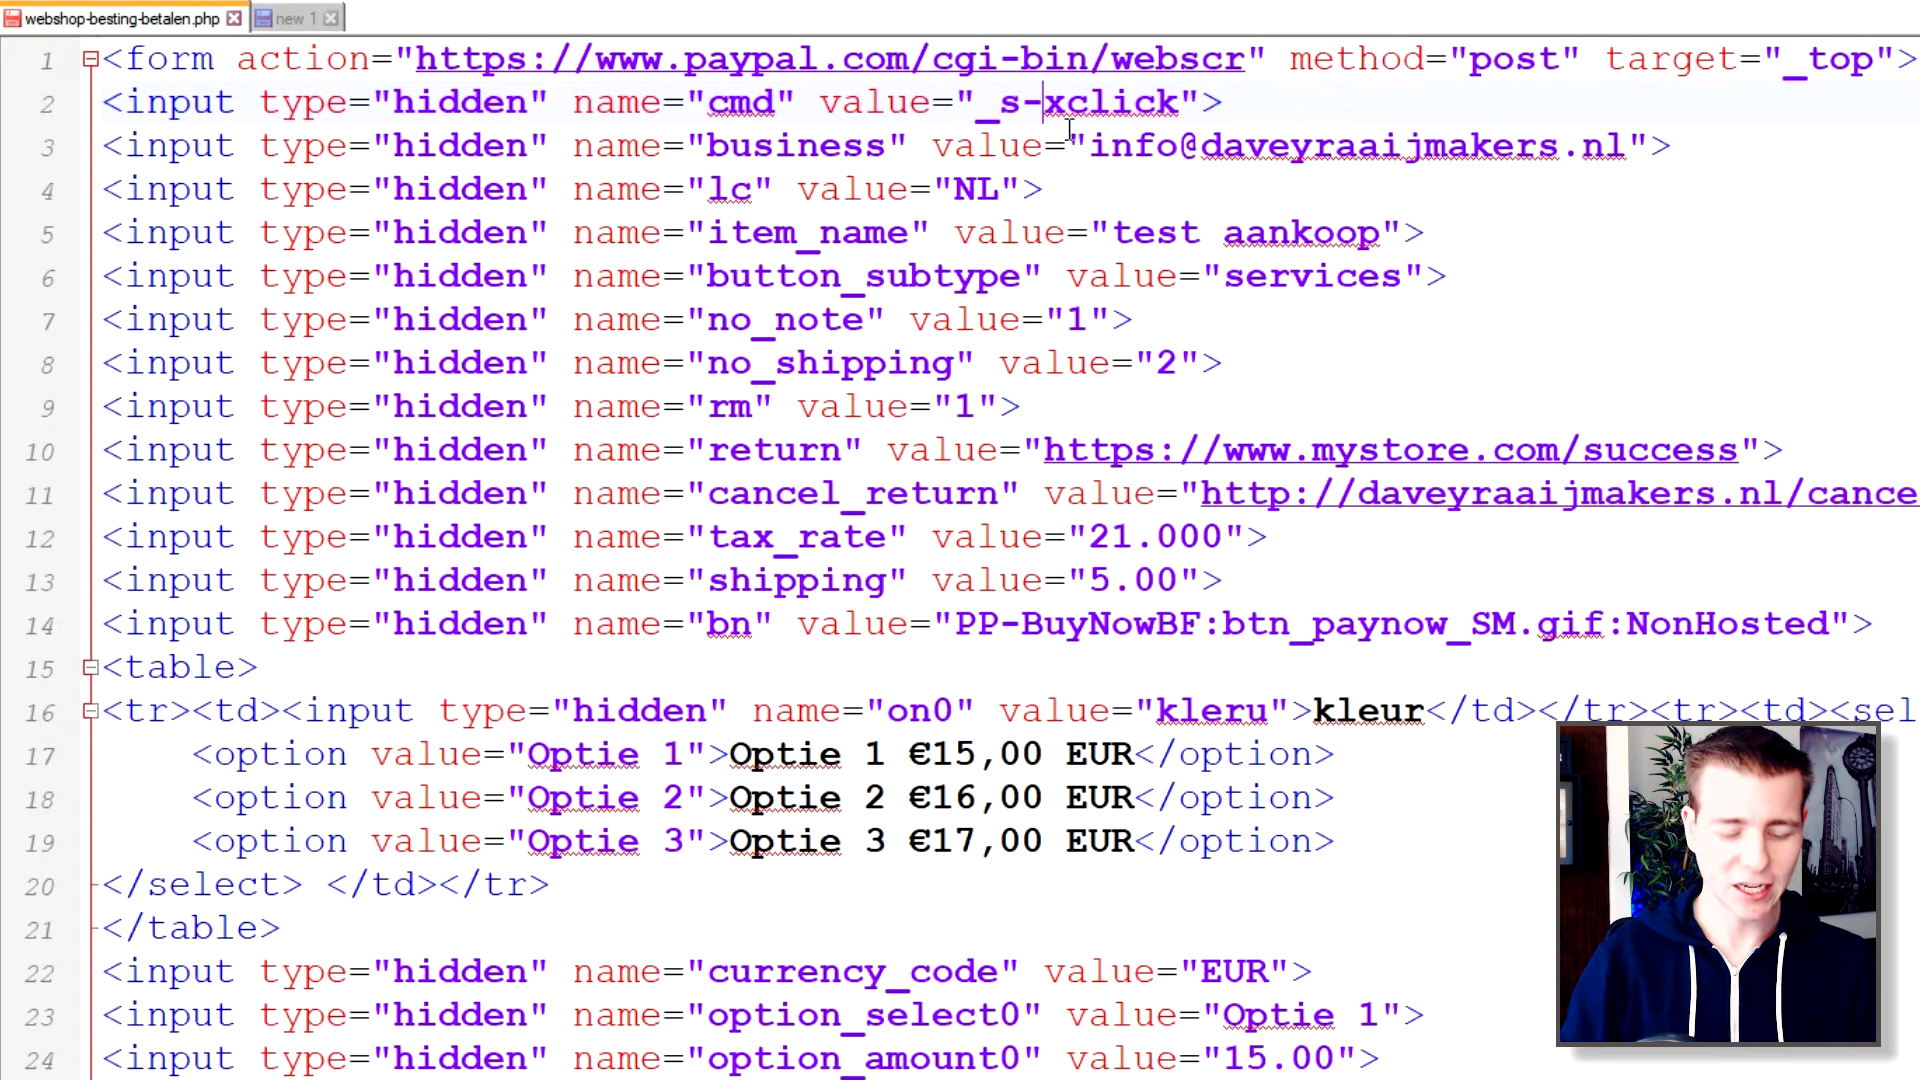 webshop-besting-betalen.php new 1
1 <form action="https://www.paypal.com/cgi-bin/webscr" method="post" target="_top">
2 <input type="hidden" name="cmd" value="_s-xclick">
3 <input type="hidden" name="business" value="info@daveyraaijmakers.nl">
4 <input type="hidden" name="lc" value="NL">
5 <input type="hidden" name="item_name" value="test aankoop">
6 <input type="hidden" name="button_subtype" value="services">
7 <input type="hidden" name="no_note" value="1">
8 <input type="hidden" name="no_shipping" value="2">
9 <input type="hidden" name="rm" value="1">
10 <input type="hidden" name="return" value="https://www.mystore.com/success">
11 <input type="hidden" name="cancel_return" value="http://daveyraaijmakers.nl/cance
12 <input type="hidden" name="tax_rate" value="21.000">
13 <input type="hidden" name="shipping" value="5.00">
14 <input type="hidden" name="bn" value="PP-BuyNowBF:btn_paynow_SM.gif:NonHosted">
15 <table>
16 <tr><td><input type="hidden" name="on0" value="kleru">kleur</td></tr><tr><td><sel
17 <option value="Optie 1">Optie 1 €15,00 EUR</option>
18 <option value="Optie 2">Optie 2 €16,00 EUR</option>
19 <option value="Optie 3">Optie 3 €17,00 EUR</option>
20 </select> </td></tr>
21 </table>
22 <input type="hidden" name="currency_code" value="EUR">
23 <input type="hidden" name="option_select0" value="Optie 1">
24 <input type="hidden" name="option_amount0" value="15.00">